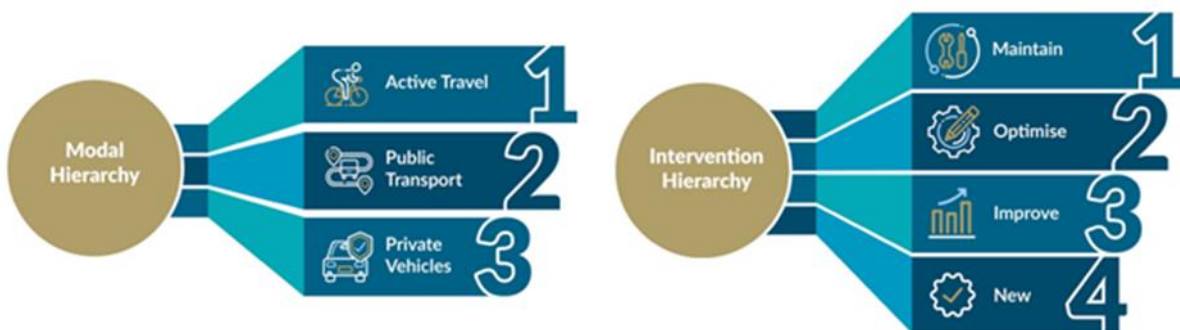 Modal
Hierarchy
Active Travel
1
Public
Transport
2
Private
Vehicles
3
Intervention
Hierarchy
Maintain
1
Optimise
2
Improve
3
New
4